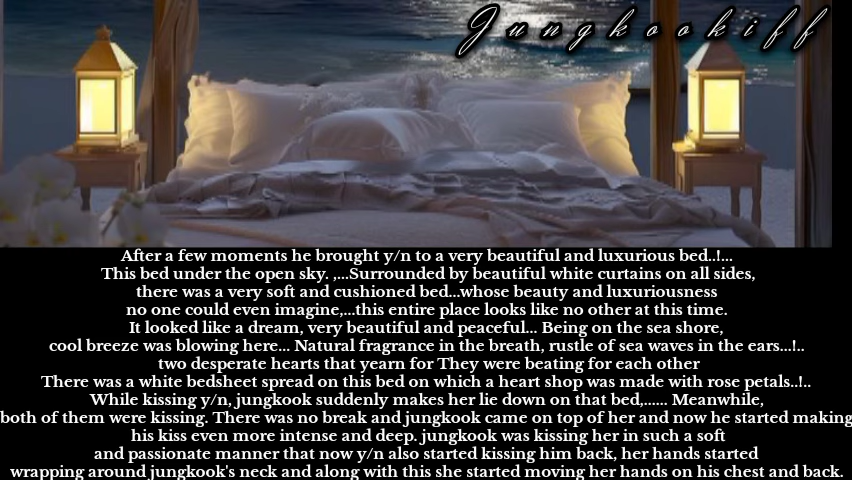 Jungkookiff
After a few moments he brought y/n to a very beautiful and luxurious bed..!...
This bed under the open sky. ,...Surrounded by beautiful white curtains on all sides,
there was a very soft and cushioned bed...whose beauty and luxuriousness
no one could even imagine,...this entire place looks like no other at this time.
It looked like a dream, very beautiful and peaceful... Being on the sea shore,
cool breeze was blowing here... Natural fragrance in the breath, rustle of sea waves in the ears...!..
two desperate hearts that yearn for They were beating for each other
There was a white bedsheet spread on this bed on which a heart shop was made with rose petals..!..
While kissing y/n, jungkook suddenly makes her lie down on that bed,...... Meanwhile,
both of them were kissing. There was no break and jungkook came on top of her and now he started making
his kiss even more intense and deep. jungkook was kissing her in such a soft
and passionate manner that now y/n also started kissing him back, her hands started
wrapping around jungkook's neck and along with this she started moving her hands on his chest and back.